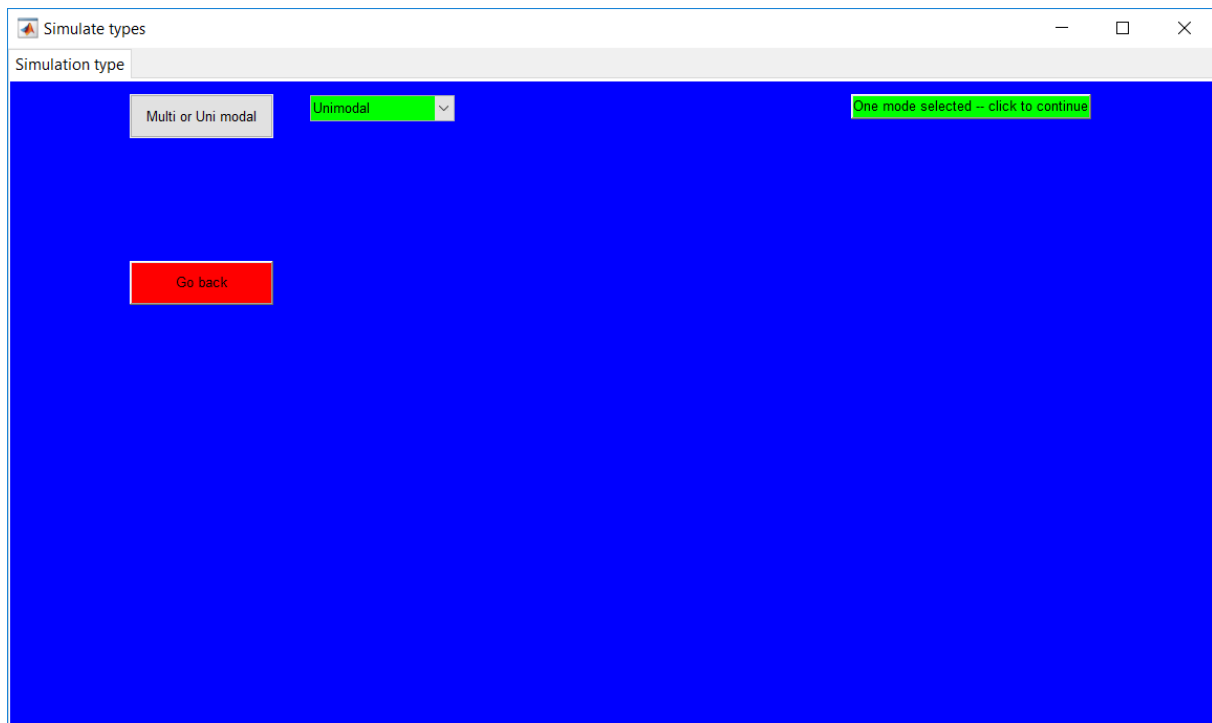 Simulate types
Simulation type
Multi or Uni modal
Unimodal
One mode selected -- click to continue
Go back